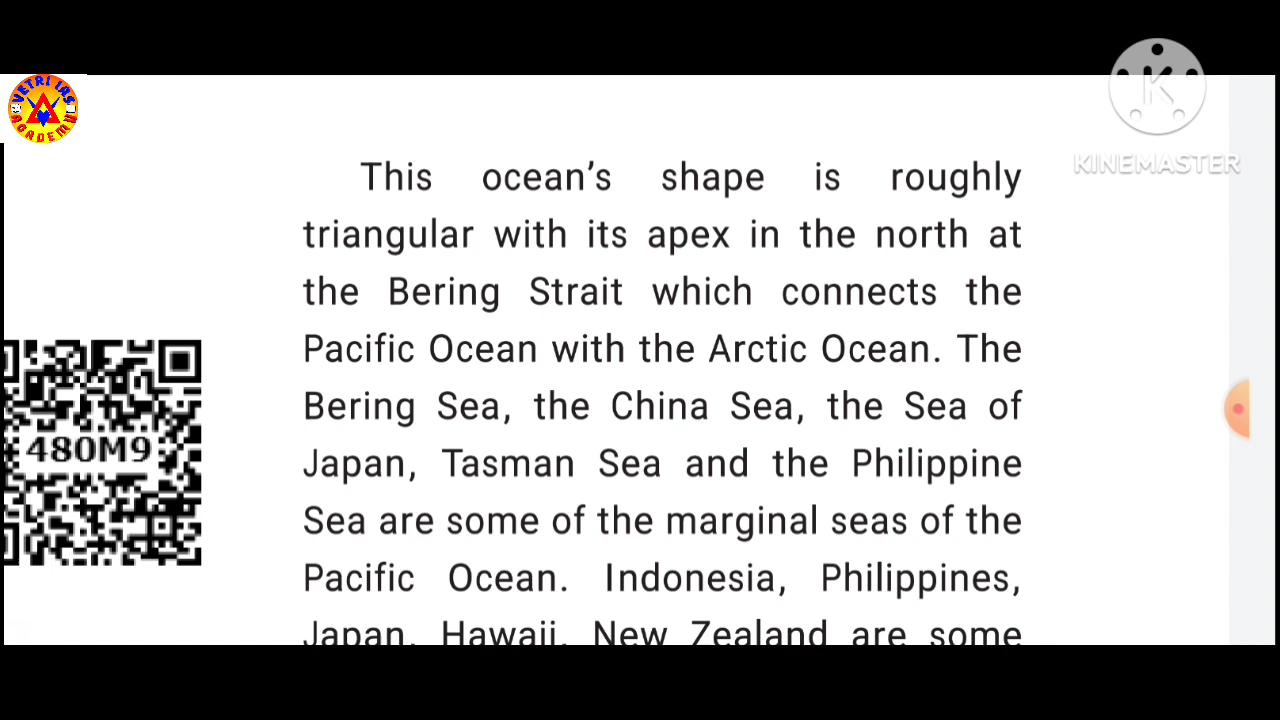 VETRI IAS
ACADEMY
K
KINEMASTER
This ocean’s shape is roughly
triangular with its apex in the north at
the Bering Strait which connects the
Pacific Ocean with the Arctic Ocean. The
Bering Sea, the China Sea, the Sea of
Japan, Tasman Sea and the Philippine
480M9
Sea are some of the marginal seas of the
Pacific Ocean. Indonesia, Philippines,
Japan, Hawaii, New Zealand are some